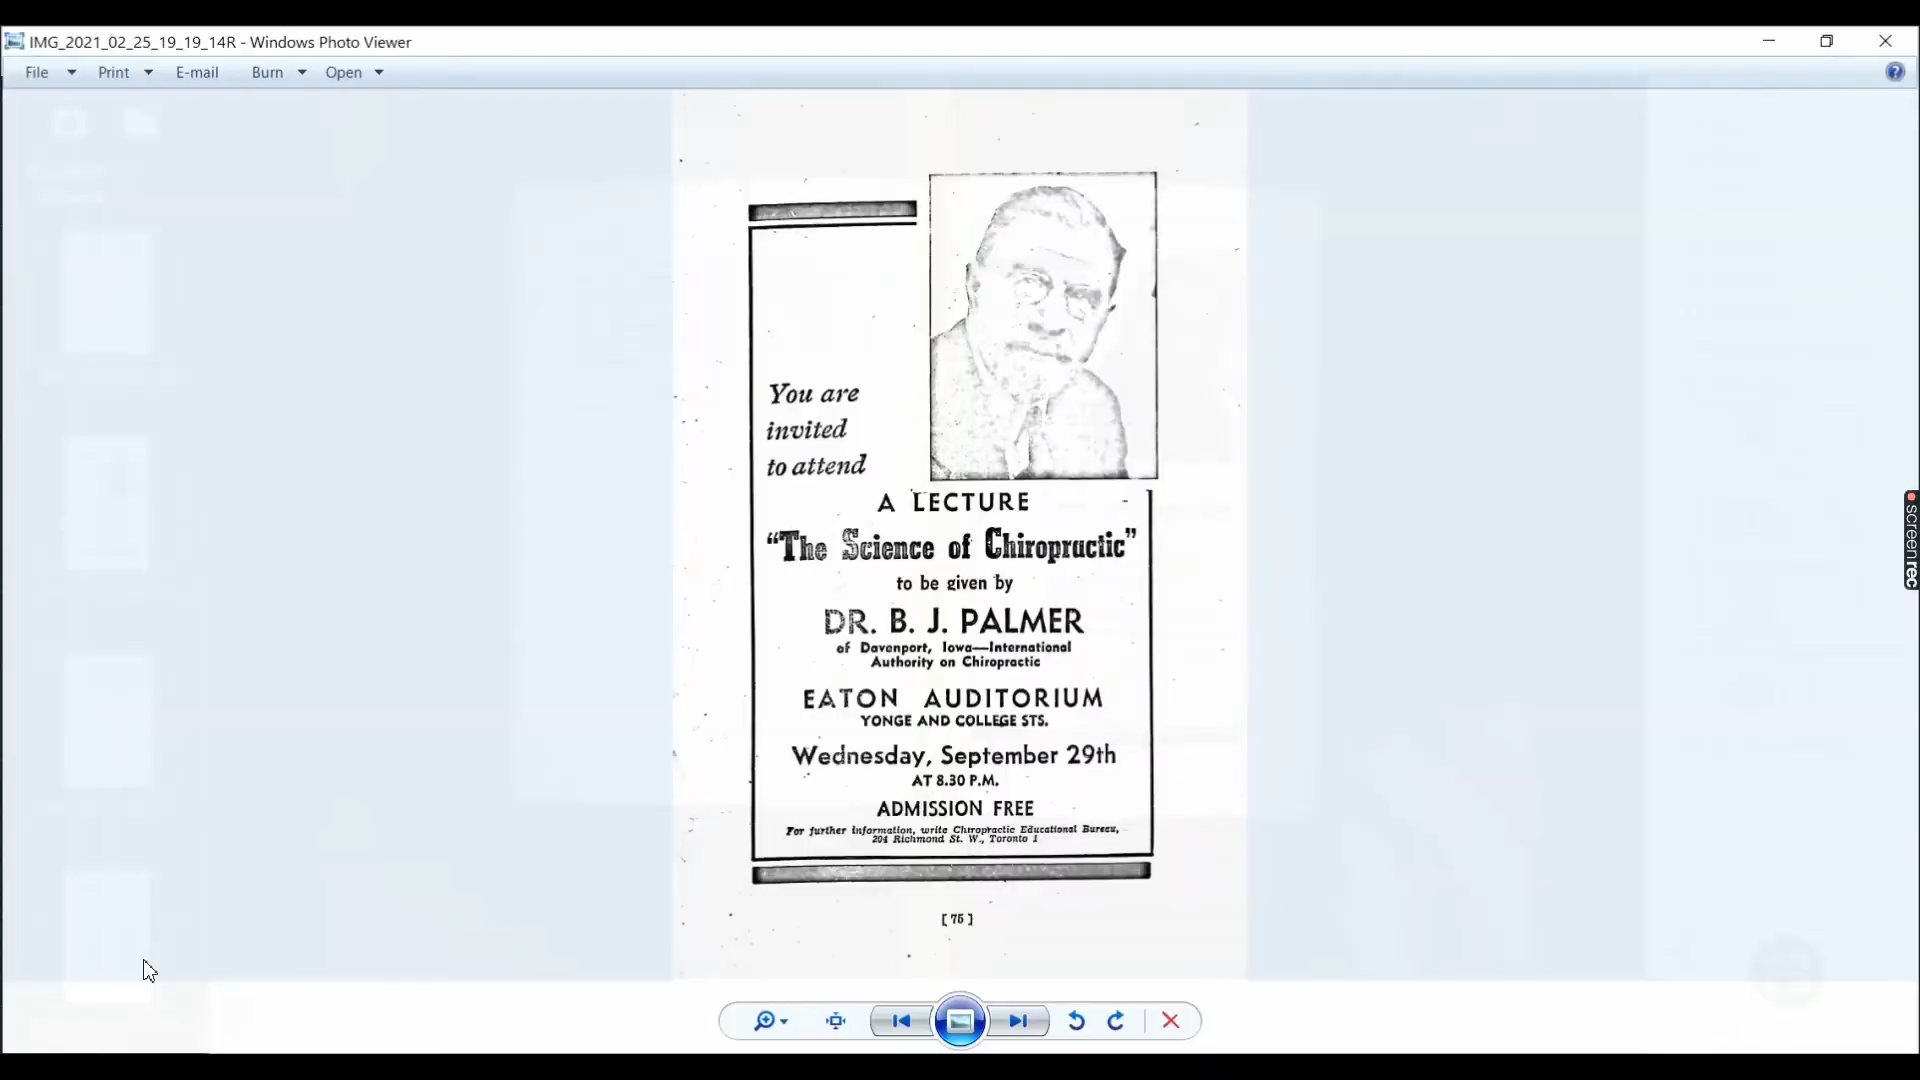 IMG_2021_02_25_19_19_14R - Windows Photo Viewer
File Print E-mail Burn Open
You are
invited
to attend
A LECTURE
“The Science of Chiropractic”
to be given by
DR. B. J. PALMER
of Davenport, Iowa—International
Authority on Chiropractic
EATON AUDITORIUM
YONGE AND COLLEGE STS.
Wednesday, September 29th
AT 8.30 P.M.
ADMISSION FREE
For further information, write Chiropractic Educational Bureau,
204 Richmond St. W., Toronto 1
[ 75 ]
screenrec